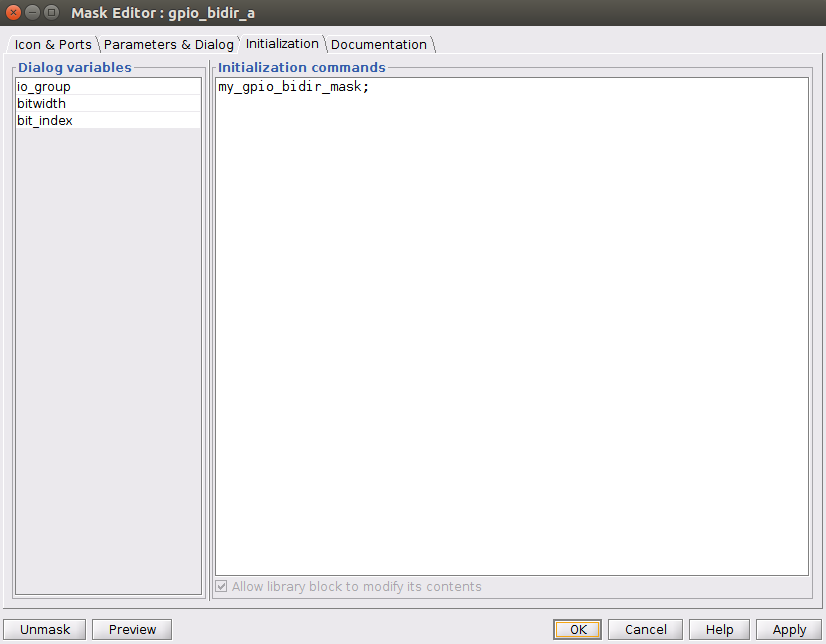 Mask Editor : gpio_bidir_a
Icon & Ports Parameters & Dialog Initialization Documentation
Dialog variables
io_group
bitwidth
bit_index
Initialization commands
my_gpio_bidir_mask;
Allow library block to modify its contents
Unmask Preview OK Cancel Help Apply